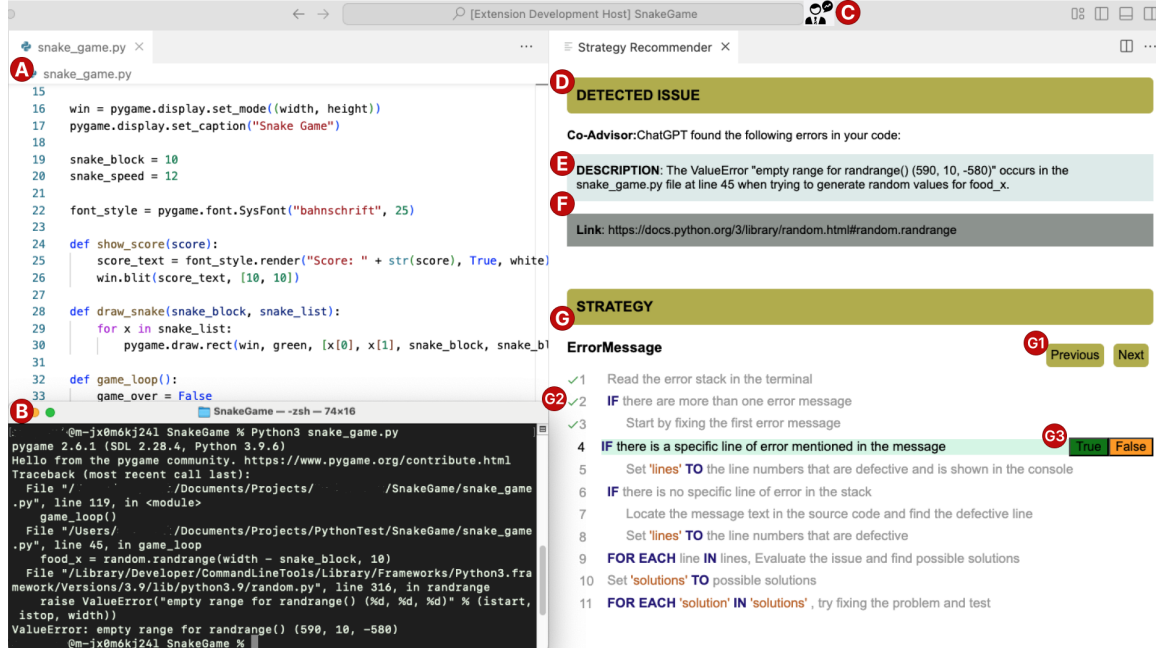 [Extension Development Host] SnakeGame
C
snake_game.py
A
snake_game.py
15
16 win = pygame.display.set_mode((width, height))
17 pygame.display.set_caption("Snake Game")
18
19 snake_block = 10
20 snake_speed = 12
21
22 font_style = pygame.font.SysFont("bahnschrift", 25)
23
24 def show_score(score):
25 score_text = font_style.render("Score: " + str(score), True, white)
26 win.blit(score_text, [10, 10])
27
28 def draw_snake(snake_block, snake_list):
29 for x in snake_list:
30 pygame.draw.rect(win, green, [x[0], x[1], snake_block, snake_bl
31
32 def game_loop():
33 game_over = False
B
SnakeGame — -zsh — 74×16
@m-jx0m6kj24l SnakeGame % Python3 snake_game.py
pygame 2.6.1 (SDL 2.28.4, Python 3.9.6)
Hello from the pygame community. https://www.pygame.org/contribute.html
Traceback (most recent call last):
File "/ /Documents/Projects/ /SnakeGame/snake_game
.py", line 119, in <module>
game_loop()
File "/Users/ /Documents/Projects/PythonTest/SnakeGame/snake_game
.py", line 45, in game_loop
food_x = random.randrange(width - snake_block, 10)
File "/Library/Developer/CommandLineTools/Library/Frameworks/Python3.fra
mework/Versions/3.9/lib/python3.9/random.py", line 316, in randrange
raise ValueError("empty range for randrange() (%d, %d, %d)" % (istart,
istop, width))
ValueError: empty range for randrange() (590, 10, -580)
@m-jx0m6kj24l SnakeGame %
Strategy Recommender
D
DETECTED ISSUE
Co-Advisor:ChatGPT found the following errors in your code:
E
DESCRIPTION: The ValueError "empty range for randrange() (590, 10, -580)" occurs in the
snake_game.py file at line 45 when trying to generate random values for food_x.
F
Link: https://docs.python.org/3/library/random.html#random.randrange
G
STRATEGY
ErrorMessage
G1
Previous Next
1 Read the error stack in the terminal
G2
2 IF there are more than one error message
3 Start by fixing the first error message
G3
4 IF there is a specific line of error mentioned in the message True False
5 Set 'lines' TO the line numbers that are defective and is shown in the console
6 IF there is no specific line of error in the stack
7 Locate the message text in the source code and find the defective line
8 Set 'lines' TO the line numbers that are defective
9 FOR EACH line IN lines, Evaluate the issue and find possible solutions
10 Set 'solutions' TO possible solutions
11 FOR EACH 'solution' IN 'solutions' , try fixing the problem and test